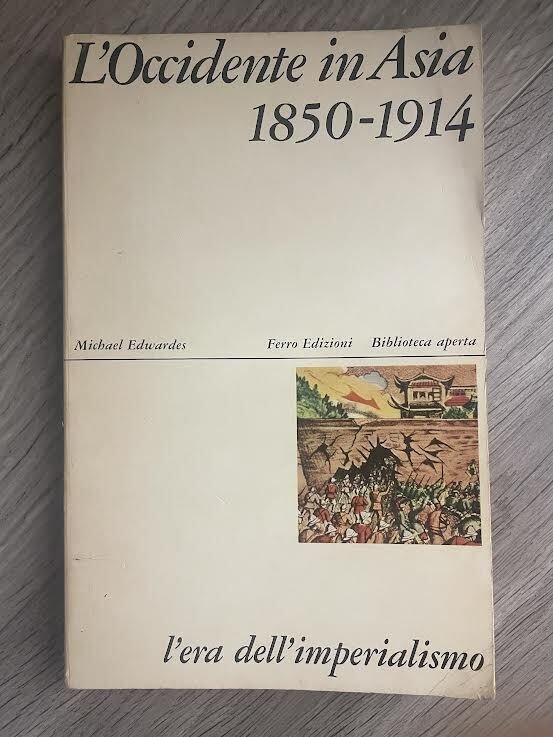 L'Occidente in Asia
1850-1914
Michael Edwardes Ferro Edizioni Biblioteca aperta
l'era dell'imperialismo